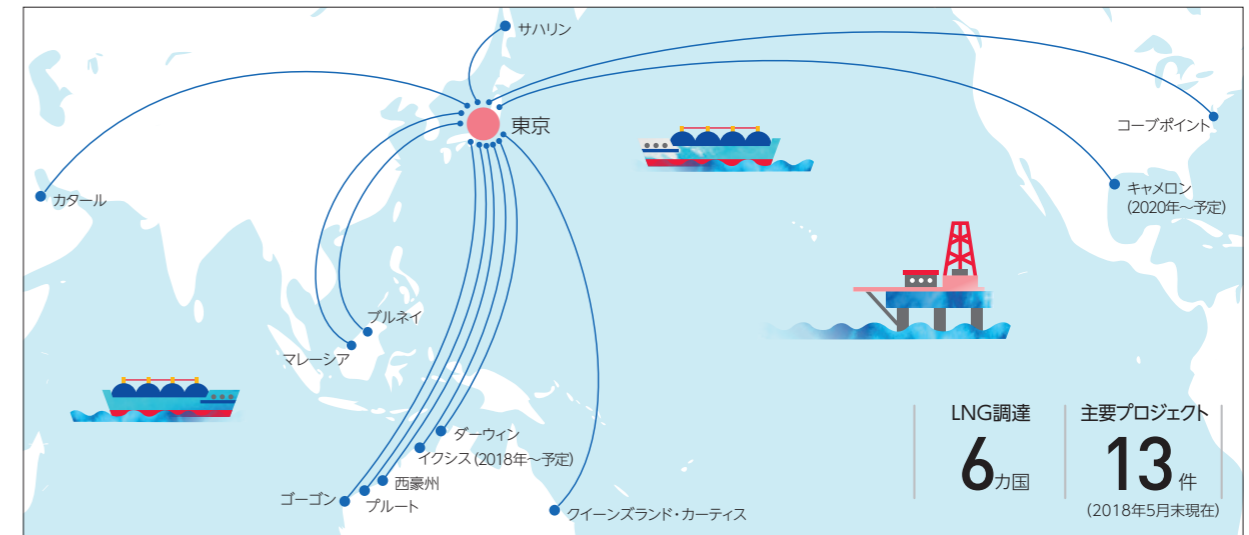 サハリン
東京
コーブポイント
カタール
キャメロン
(2020年～予定)
ブルネイ
マレーシア
ダーウィン
イクシス(2018年～予定)
西豪州
ゴーゴン
プルート
クイーンズランド・カーティス
LNG調達
6カ国
主要プロジェクト
13件
(2018年5月末現在)